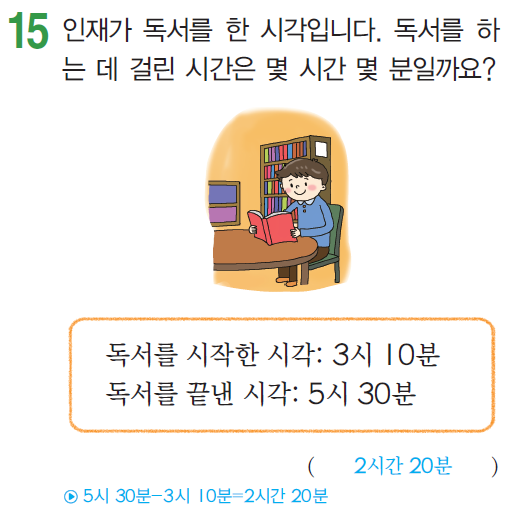 15 인재가 독서를 한 시각입니다. 독서를 하
는 데 걸린 시간은 몇 시간 몇 분일까요?
독서를 시작한 시각: 3시 10분
독서를 끝낸 시각: 5시 30분
( 2시간 20분 )
▶ 5시 30분-3시 10분=2시간 20분